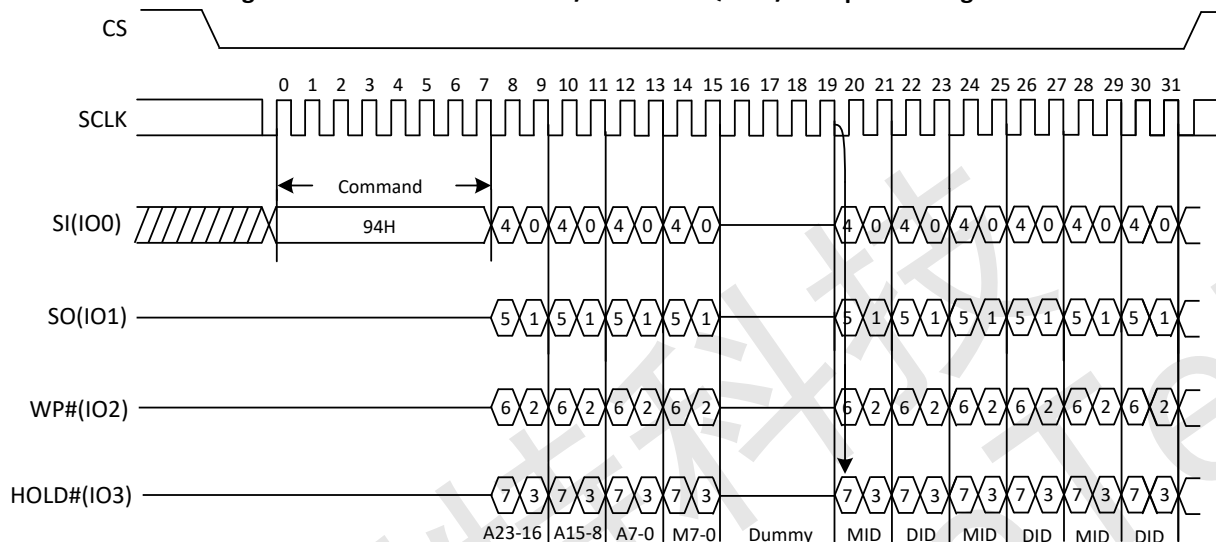 CS
0 1 2 3 4 5 6 7 8 9 10 11 12 13 14 15 16 17 18 19 20 21 22 23 24 25 26 27 28 29 30 31
SCLK
Command
SI(IO0) 94H 4 0 4 0 4 0 4 0 4 0 4 0 4 0 4 0 4 0 4 0
SO(IO1) 5 1 5 1 5 1 5 1 5 1 5 1 5 1 5 1 5 1 5 1
WP#(IO2) 6 2 6 2 6 2 6 2 6 2 6 2 6 2 6 2 6 2 6 2
HOLD#(IO3) 7 3 7 3 7 3 7 3 7 3 7 3 7 3 7 3 7 3 7 3
A23-16 A15-8 A7-0 M7-0 Dummy MID DID MID DID MID DID
科技